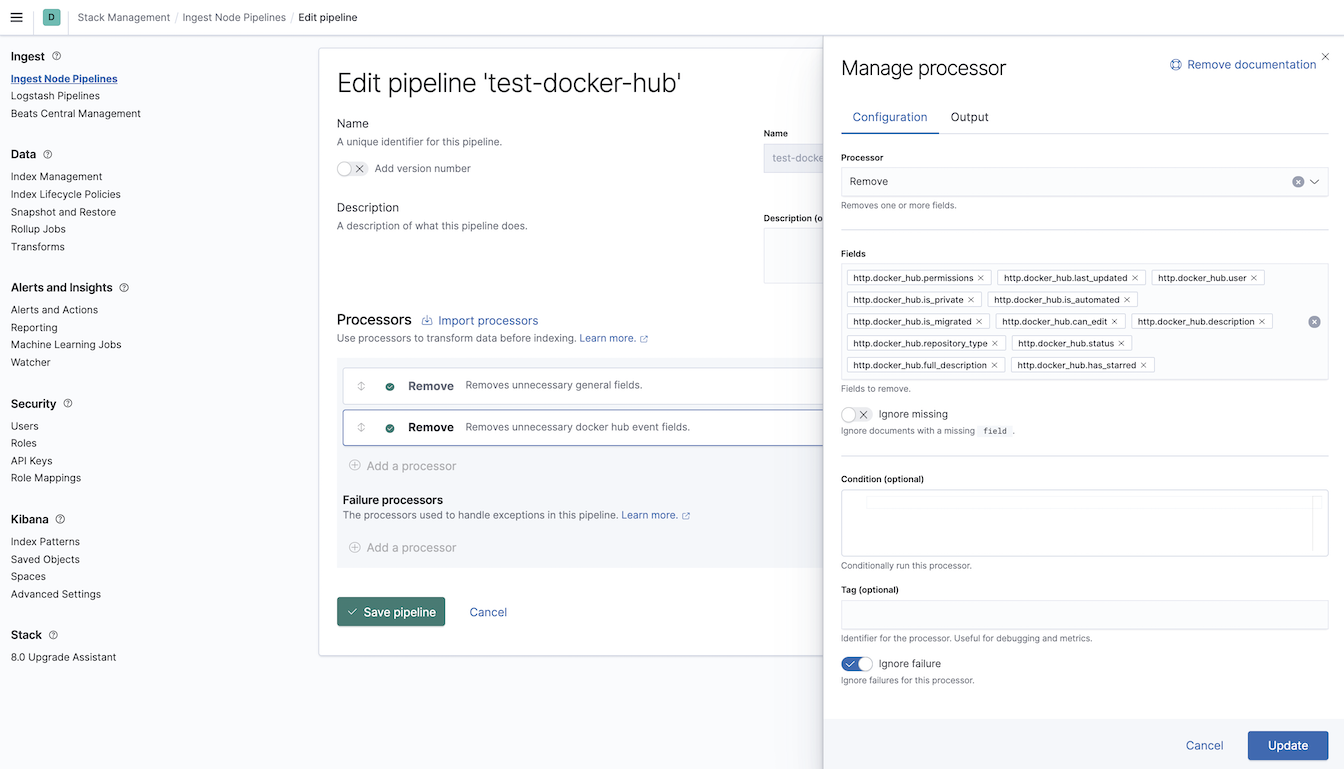 D Stack Management / Ingest Node Pipelines / Edit pipeline
Ingest
Ingest Node Pipelines
Logstash Pipelines
Beats Central Management
Data
Index Management
Index Lifecycle Policies
Snapshot and Restore
Rollup Jobs
Transforms
Alerts and Insights
Alerts and Actions
Reporting
Machine Learning Jobs
Watcher
Security
Users
Roles
API Keys
Role Mappings
Kibana
Index Patterns
Saved Objects
Spaces
Advanced Settings
Stack
8.0 Upgrade Assistant
Edit pipeline 'test-docker-hub'
Name
A unique identifier for this pipeline.
Add version number
Name
test-docke
Description
A description of what this pipeline does.
Description (o
Processors Import processors
Use processors to transform data before indexing. Learn more.
Remove Removes unnecessary general fields.
Remove Removes unnecessary docker hub event fields.
Add a processor
Failure processors
The processors used to handle exceptions in this pipeline. Learn more.
Add a processor
Save pipeline Cancel
Manage processor
Remove documentation
Configuration Output
Processor
Remove
Removes one or more fields.
Fields
http.docker_hub.permissions http.docker_hub.last_updated http.docker_hub.user
http.docker_hub.is_private http.docker_hub.is_automated
http.docker_hub.is_migrated http.docker_hub.can_edit http.docker_hub.description
http.docker_hub.repository_type http.docker_hub.status
http.docker_hub.full_description http.docker_hub.has_starred
Fields to remove.
Ignore missing
Ignore documents with a missing field .
Condition (optional)
Conditionally run this processor.
Tag (optional)
Identifier for the processor. Useful for debugging and metrics.
Ignore failure
Ignore failures for this processor.
Cancel Update